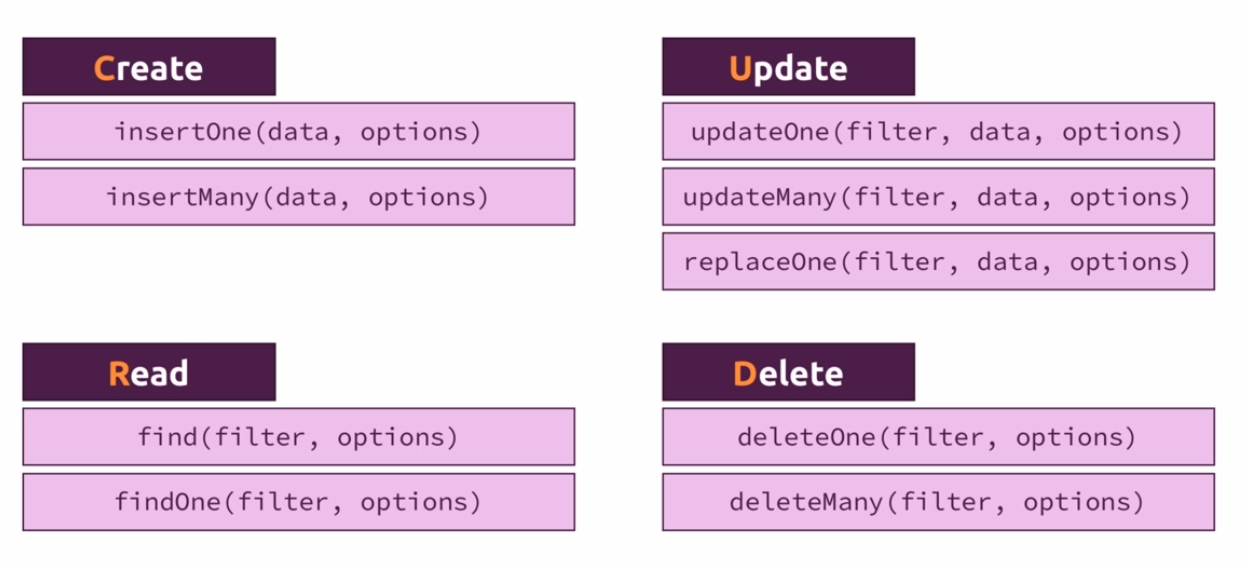 Create
insertOne(data, options)
insertMany(data, options)
Update
updateOne(filter, data, options)
updateMany(filter, data, options)
replaceOne(filter, data, options)
Read
find(filter, options)
findOne(filter, options)
Delete
deleteOne(filter, options)
deleteMany(filter, options)